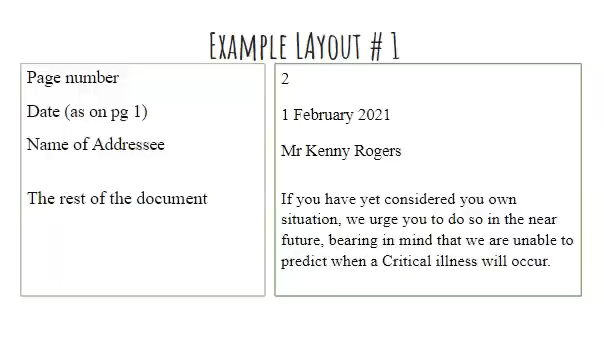 EXAMPLE LAYOUT # 1
Page number
Date (as on pg 1)
Name of Addressee
The rest of the document
2
1 February 2021
Mr Kenny Rogers
If you have yet considered you own
situation, we urge you to do so in the near
future, bearing in mind that we are unable to
predict when a Critical illness will occur.